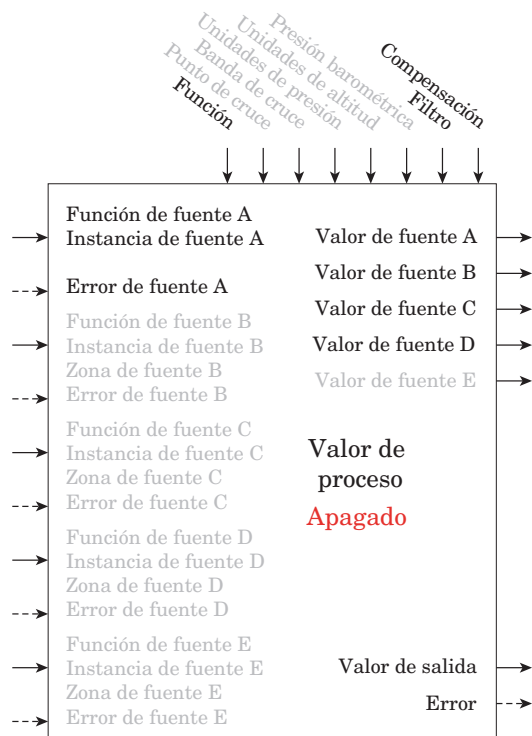 Función
Punto de cruce
Banda de cruce
Unidades de presión
Unidades de altitud
Presión barométrica
Filtro
Compensación
Función de fuente A
Instancia de fuente A
Error de fuente A
Función de fuente B
Instancia de fuente B
Zona de fuente B
Error de fuente B
Función de fuente C
Instancia de fuente C
Zona de fuente C
Error de fuente C
Función de fuente D
Instancia de fuente D
Zona de fuente D
Error de fuente D
Función de fuente E
Instancia de fuente E
Zona de fuente E
Error de fuente E
Valor de fuente A
Valor de fuente B
Valor de fuente C
Valor de fuente D
Valor de fuente E
Valor de
proceso
Apagado
Valor de salida
Error